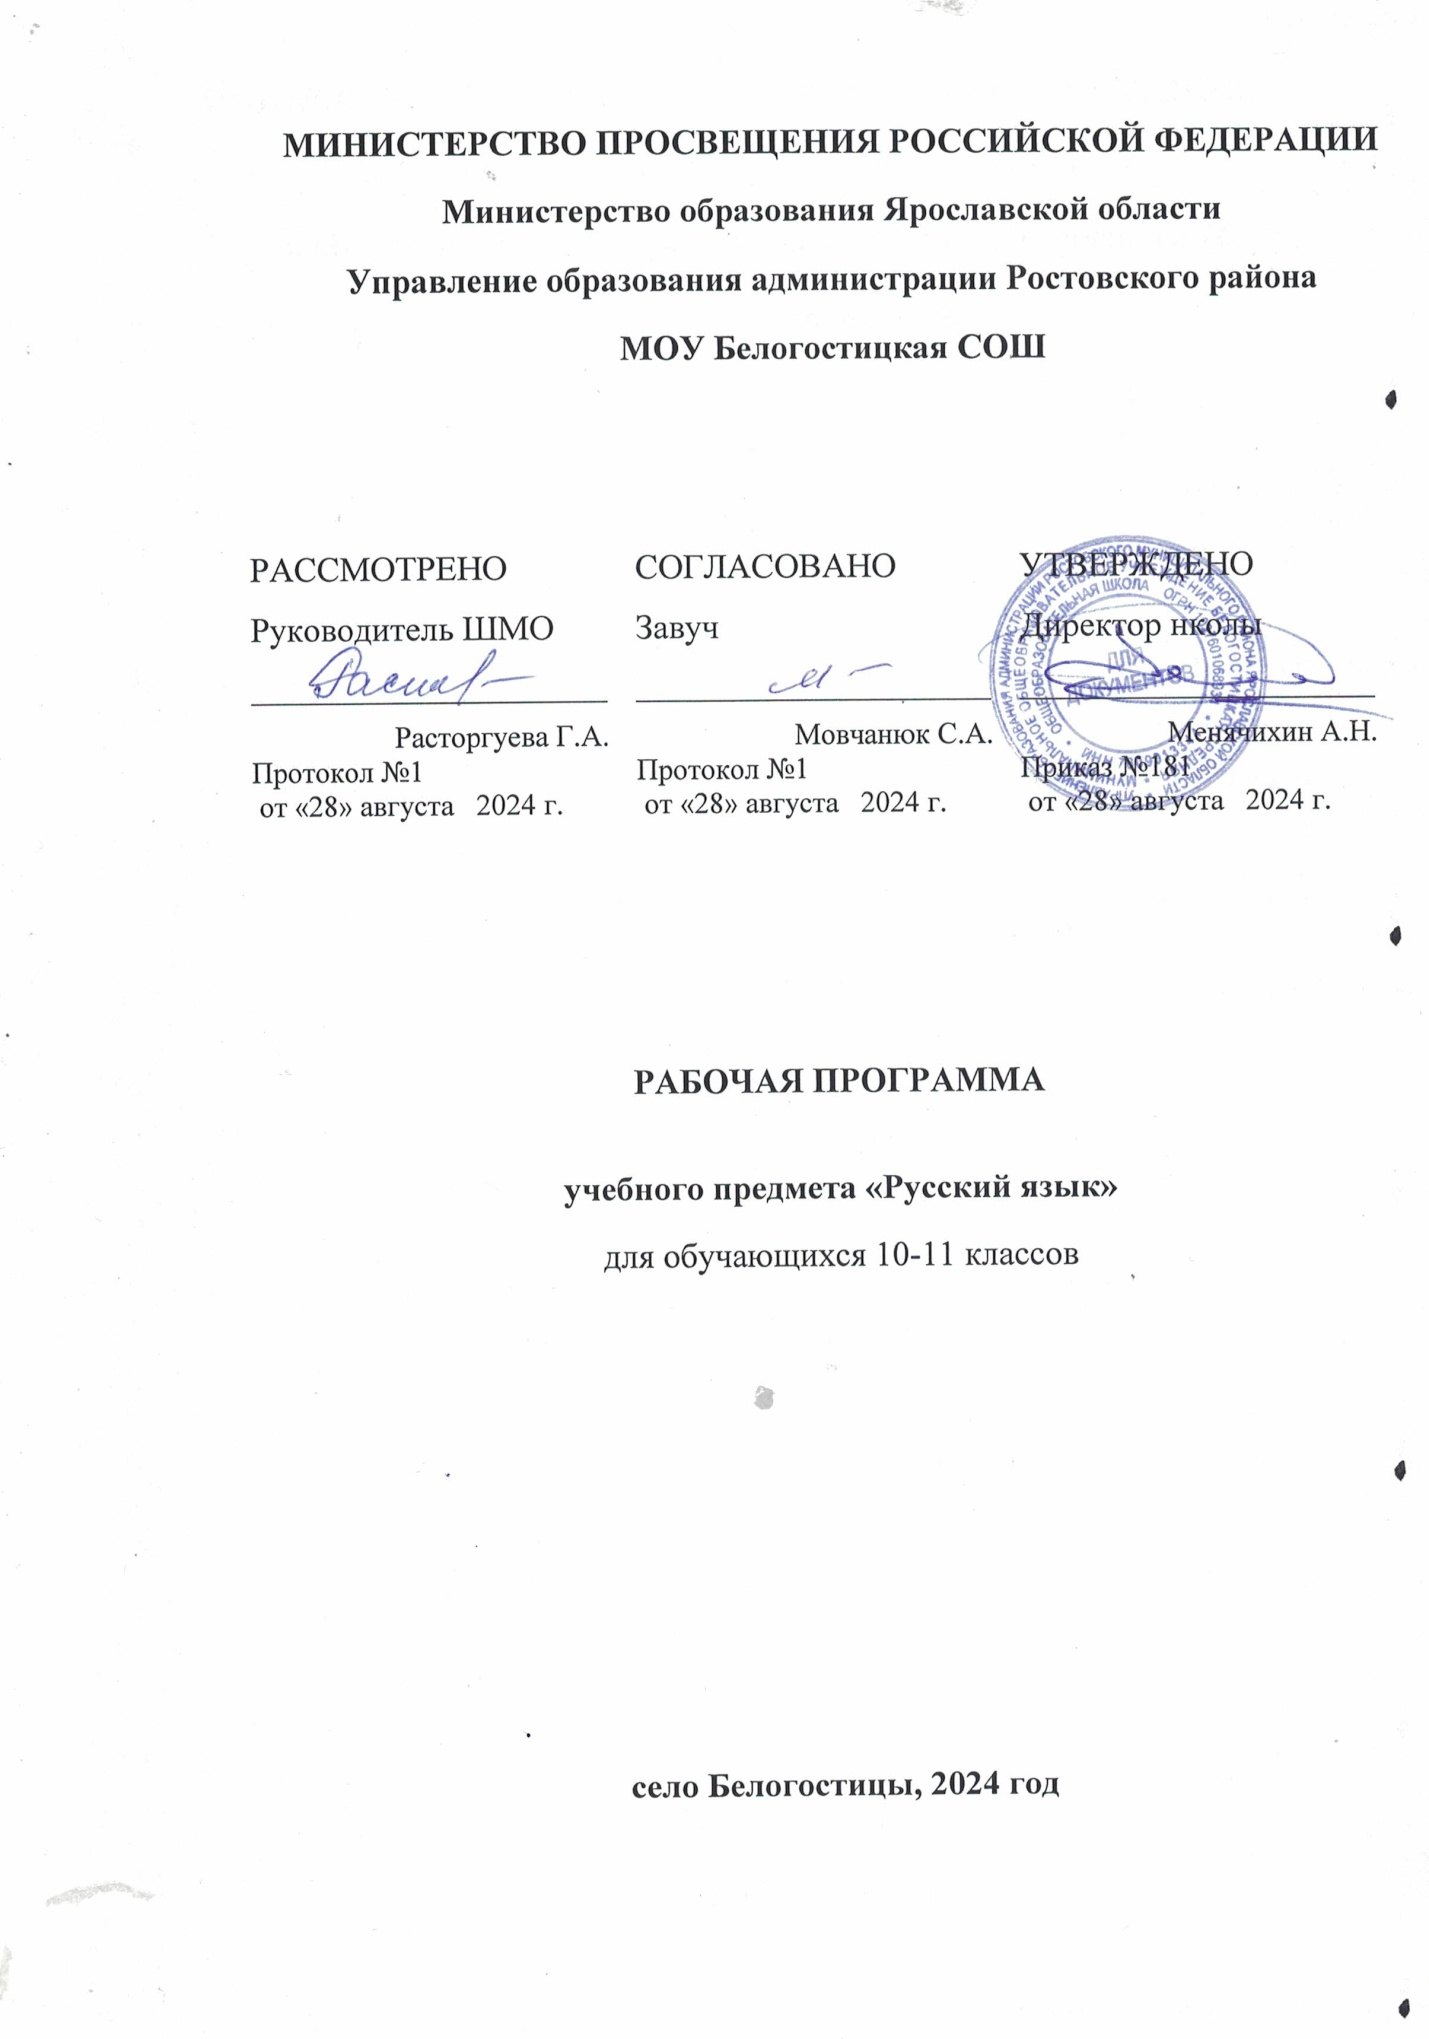 МИНИСТЕРСТВО ПРОСВЕЩЕНИЯ РОССИЙСКОЙ ФЕДЕРАЦИИ
Министерство образования Ярославской области
Управление образования администрации Ростовского района
МОУ Белогостицкая СОШ
РАССМОТРЕНО
Руководитель ШМО
Расторгуева Г.А.
Протокол №1
от «28» августа 2024 г.
СОГЛАСОВАНО
Завуч
Мовчанюк С.А.
Протокол №1
от «28» августа 2024 г.
УТВЕРЖДЕНО
Директор нколы
Менячихин А.Н.
Приказ №181
от «28» августа 2024 г.
ДЛЯ
ДОКУМЕНТОВ
РАБОЧАЯ ПРОГРАММА
учебного предмета «Русский язык»
для обучающихся 10-11 классов
село Белогостицы, 2024 год